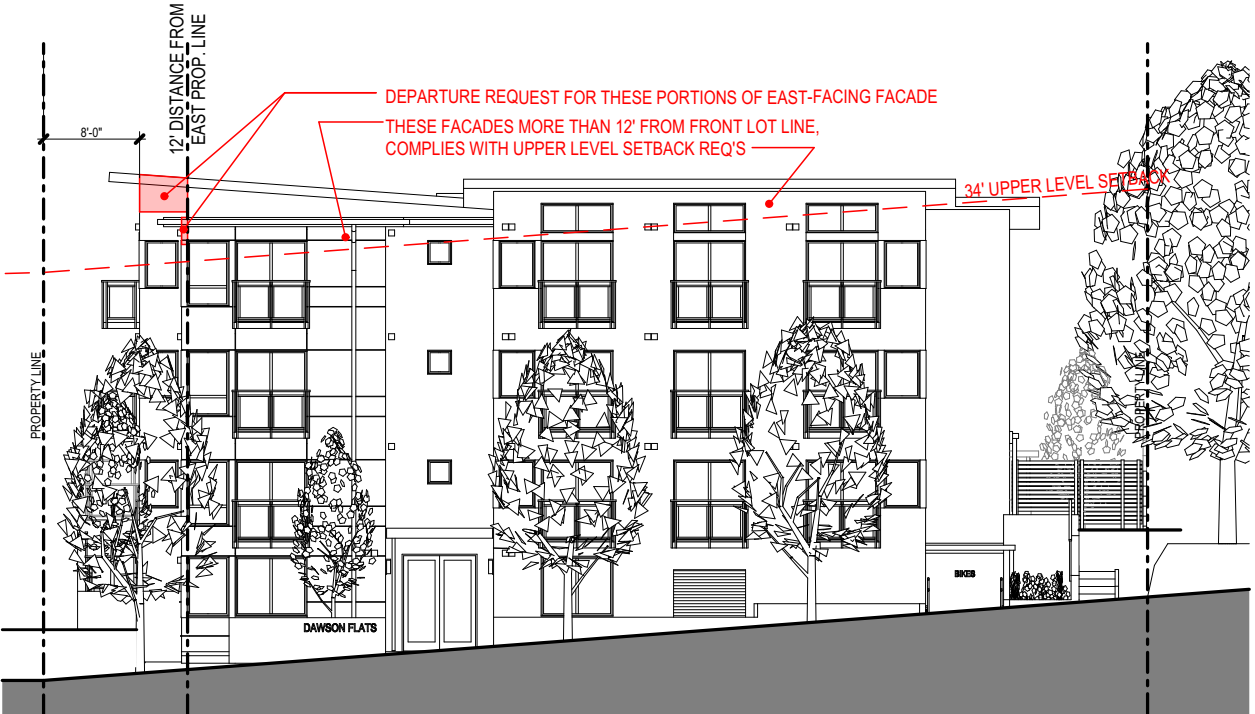 12' DISTANCE FROM
EAST PROP. LINE
DEPARTURE REQUEST FOR THESE PORTIONS OF EAST-FACING FACADE
THESE FACADES MORE THAN 12' FROM FRONT LOT LINE,
COMPLIES WITH UPPER LEVEL SETBACK REQ'S
8'-0"
34' UPPER LEVEL SETBACK
PROPERTY LINE
PROPERTY LINE
BIKES
DAWSON FLATS